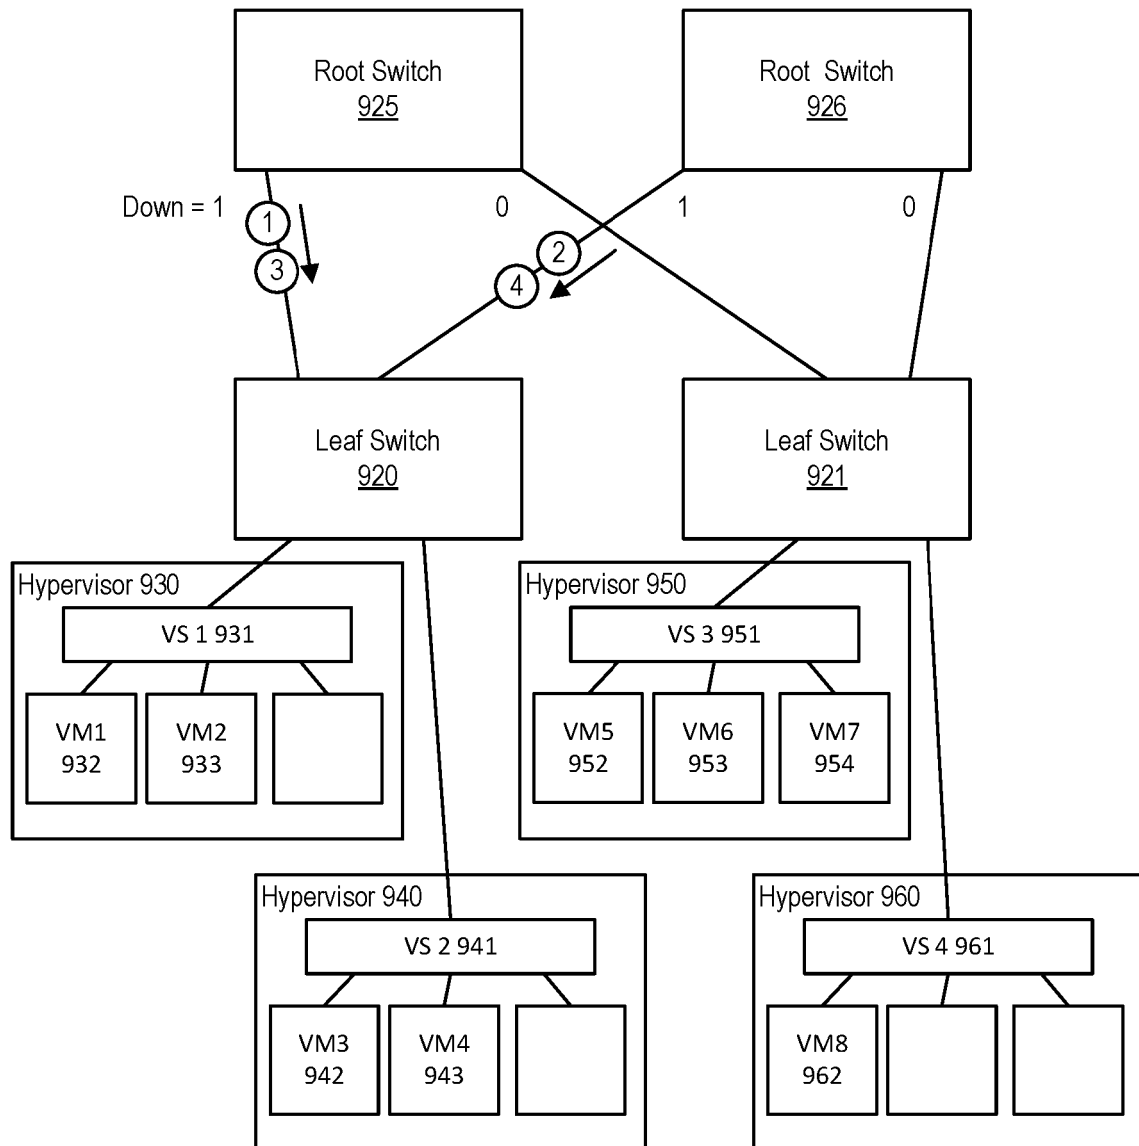 Root Switch
925
Root Switch
926
Down = 1
0
1
0
1
3
2
4
Leaf Switch
920
Leaf Switch
921
Hypervisor 930
VS 1 931
VM1
932
VM2
933
Hypervisor 950
VS 3 951
VM5
952
VM6
953
VM7
954
Hypervisor 940
VS 2 941
VM3
942
VM4
943
Hypervisor 960
VS 4 961
VM8
962